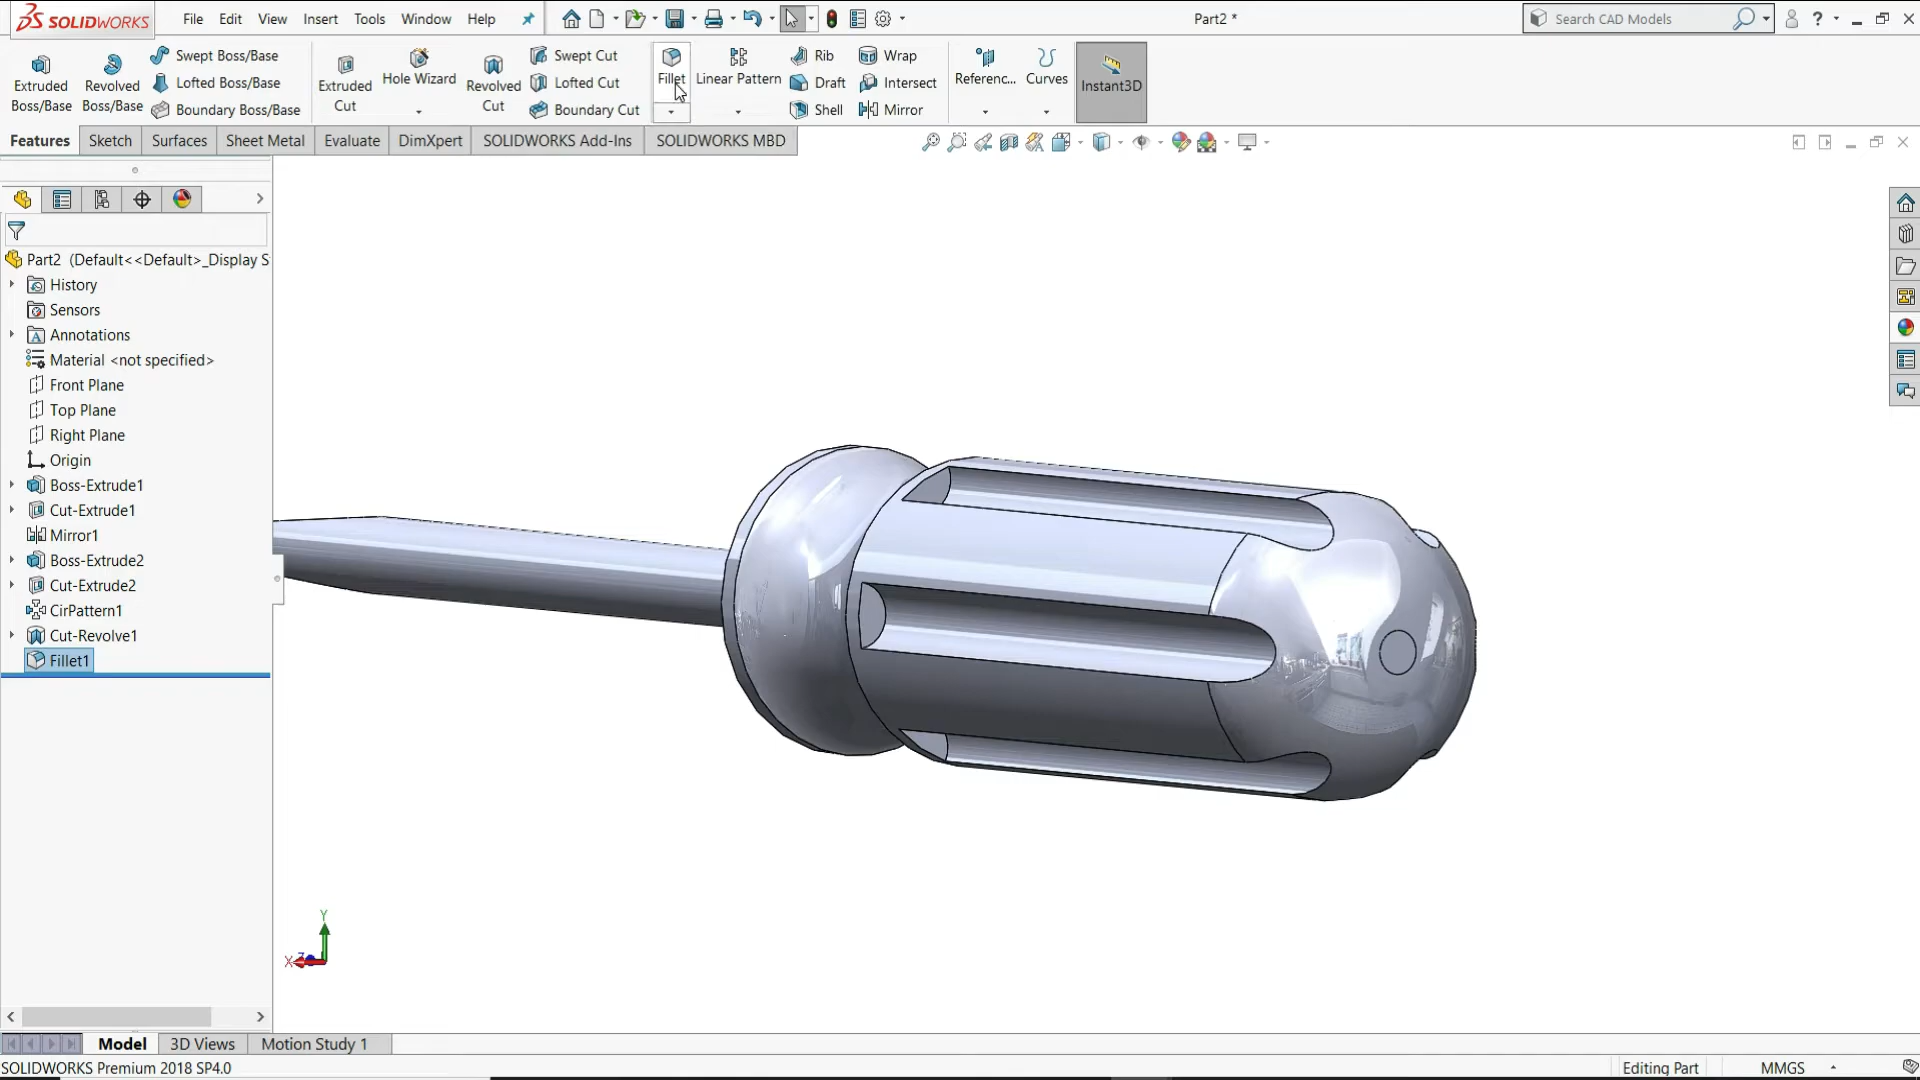 SOLIDWORKS File Edit View Insert Tools Window Help Part2 * Search CAD Models ?
Extruded Boss/Base
Revolved Boss/Base
Swept Boss/Base
Lofted Boss/Base
Boundary Boss/Base
Extruded Cut
Hole Wizard
Revolved Cut
Swept Cut
Lofted Cut
Boundary Cut
Fillet
Linear Pattern
Rib
Draft
Shell
Wrap
Intersect
Mirror
Referenc...
Curves
Instant3D
Features Sketch Surfaces Sheet Metal Evaluate DimXpert SOLIDWORKS Add-Ins SOLIDWORKS MBD
Part2 (Default<<Default>_Display S
History
Sensors
A Annotations
Material <not specified>
Front Plane
Top Plane
Right Plane
Origin
Boss-Extrude1
Cut-Extrude1
Mirror1
Boss-Extrude2
Cut-Extrude2
CirPattern1
Cut-Revolve1
Fillet1
Y
X Z
Model 3D Views Motion Study 1
SOLIDWORKS Premium 2018 SP4.0 Editing Part MMGS